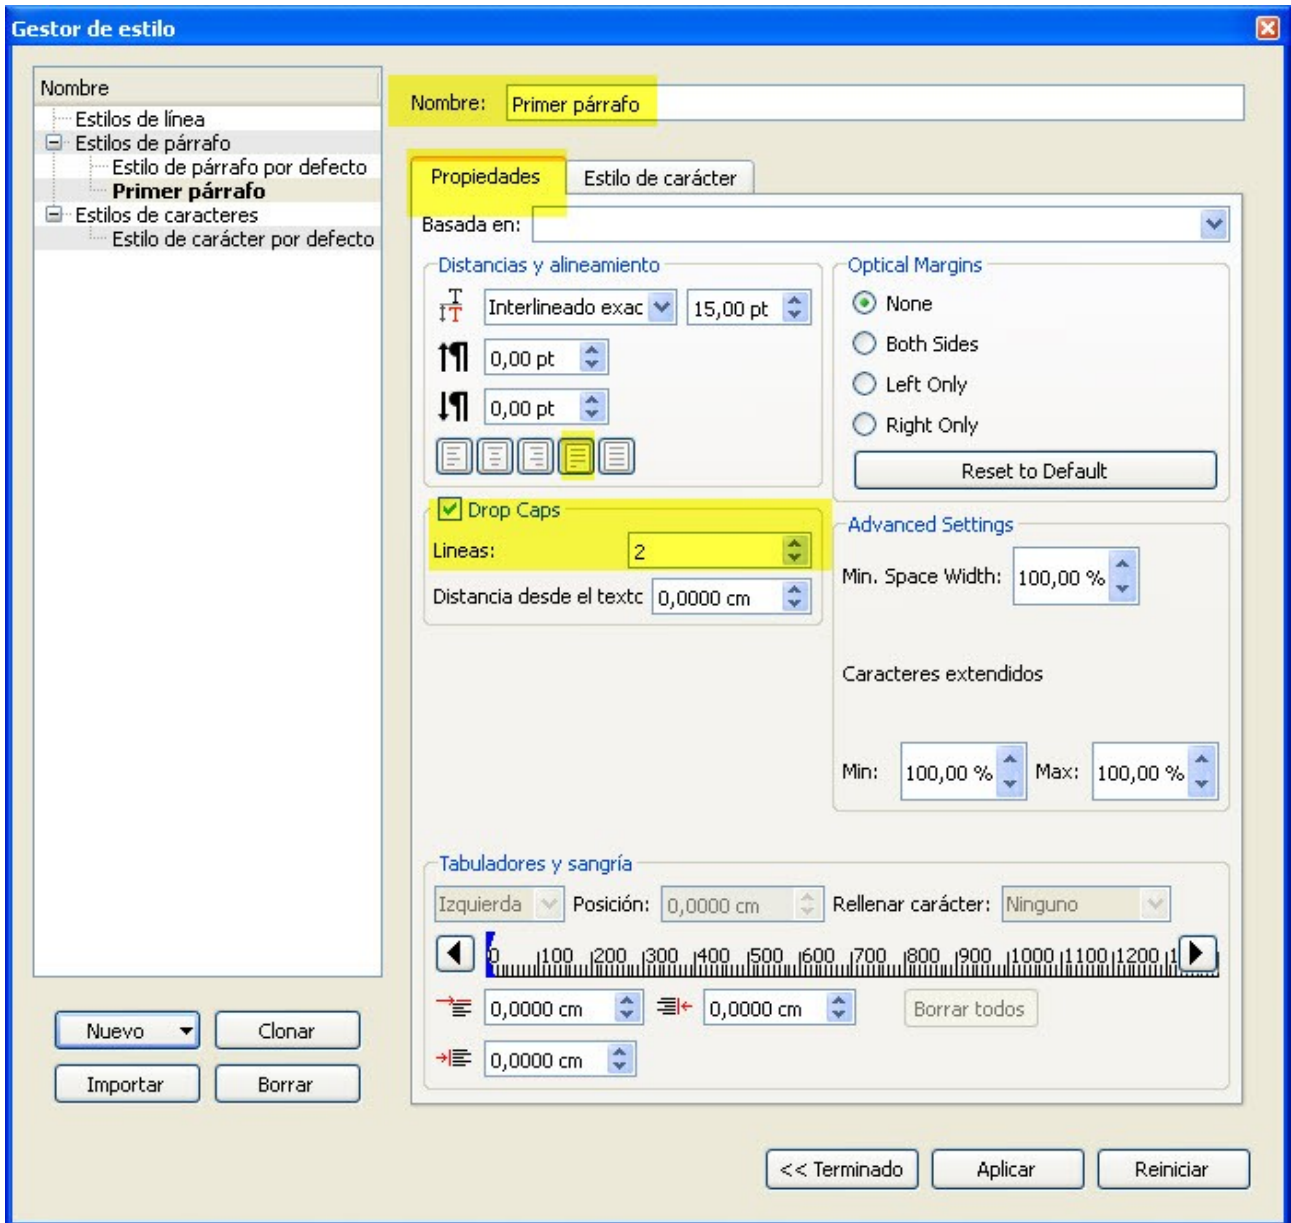 Gestor de estilo
Nombre
Estilos de línea
Estilos de párrafo
Estilo de párrafo por defecto
Primer párrafo
Estilos de caracteres
Estilo de carácter por defecto
Nombre: Primer párrafo
Propiedades Estilo de carácter
Basada en:
Distancias y alineamiento
Interlineado exac 15,00 pt
0,00 pt
0,00 pt
Optical Margins
None
Both Sides
Left Only
Right Only
Reset to Default
Drop Caps
Lineas: 2
Distancia desde el textc 0,0000 cm
Advanced Settings
Min. Space Width: 100,00 %
Caracteres extendidos
Min: 100,00 % Max: 100,00 %
Tabuladores y sangría
Izquierda Posición: 0,0000 cm Rellenar carácter: Ninguno
0 100 200 300 400 500 600 700 800 900 1000 1100 1200 1
0,0000 cm 0,0000 cm Borrar todos
0,0000 cm
Nuevo Clonar
Importar Borrar
<< Terminado Aplicar Reiniciar